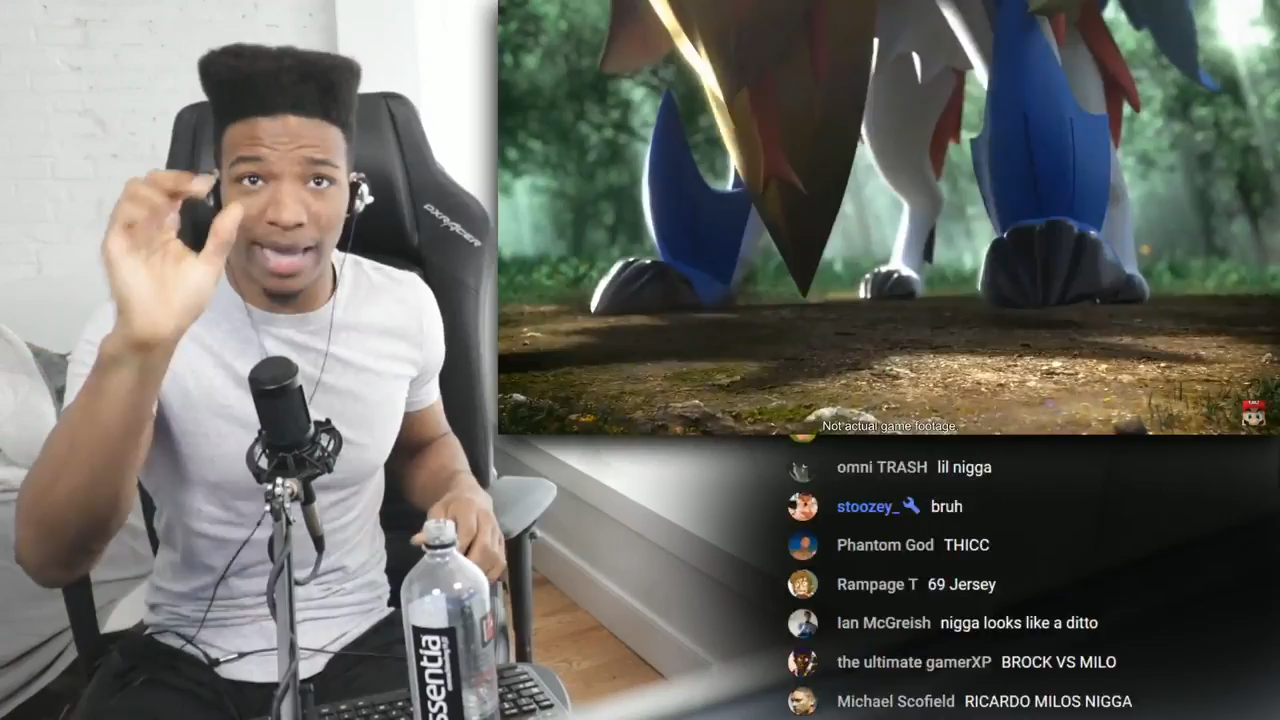 DXRACER
Not actual game footage
omni TRASH lil nigga
stoozey_ bruh
Phantom God THICC
Rampage T 69 Jersey
Ian McGreish nigga looks like a ditto
the ultimate gamerXP BROCK VS MILO
Michael Scofield RICARDO MILOS NIGGA
ssentia